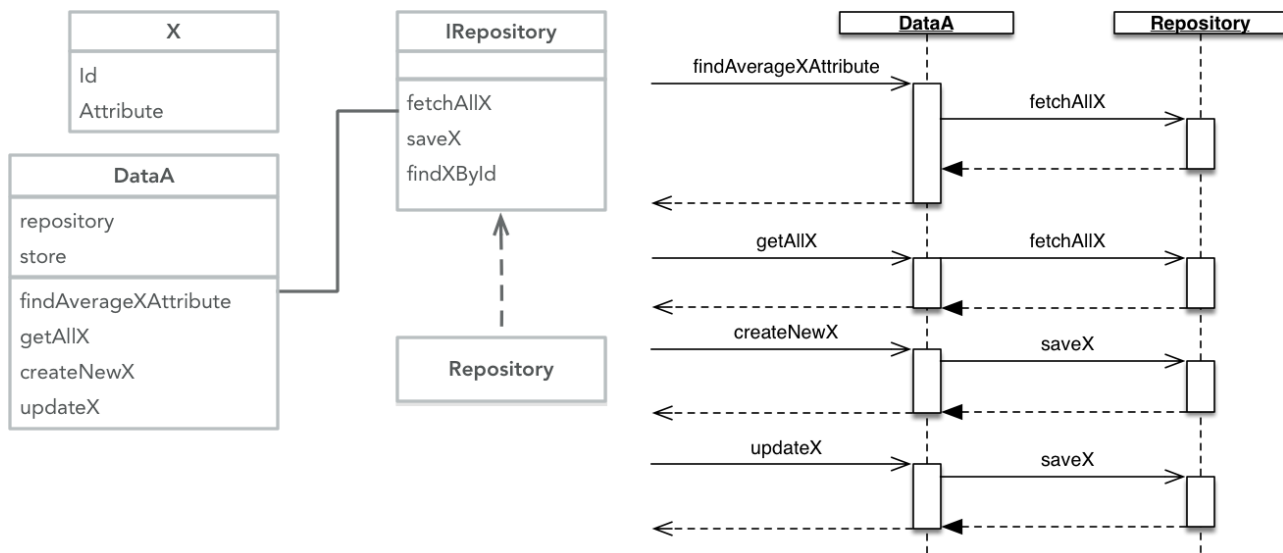 X
Id
Attribute
IRepository
fetchAllX
saveX
findXById
DataA
repository
store
findAverageXAttribute
getAllX
createNewX
updateX
Repository
DataA
Repository
findAverageXAttribute
fetchAllX
getAllX
fetchAllX
createNewX
saveX
updateX
saveX